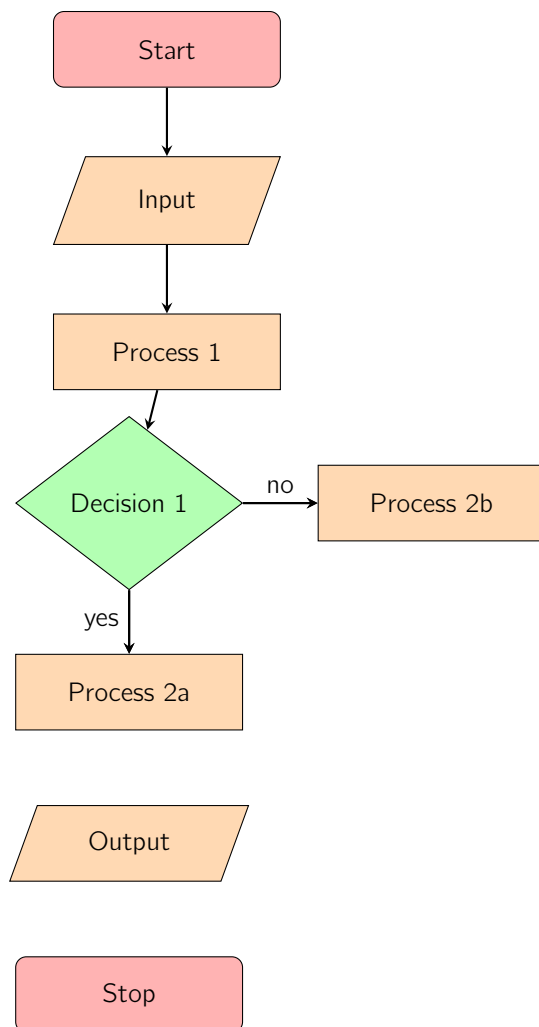 Start
Input
Process 1
Decision 1
no
Process 2b
yes
Process 2a
Output
Stop